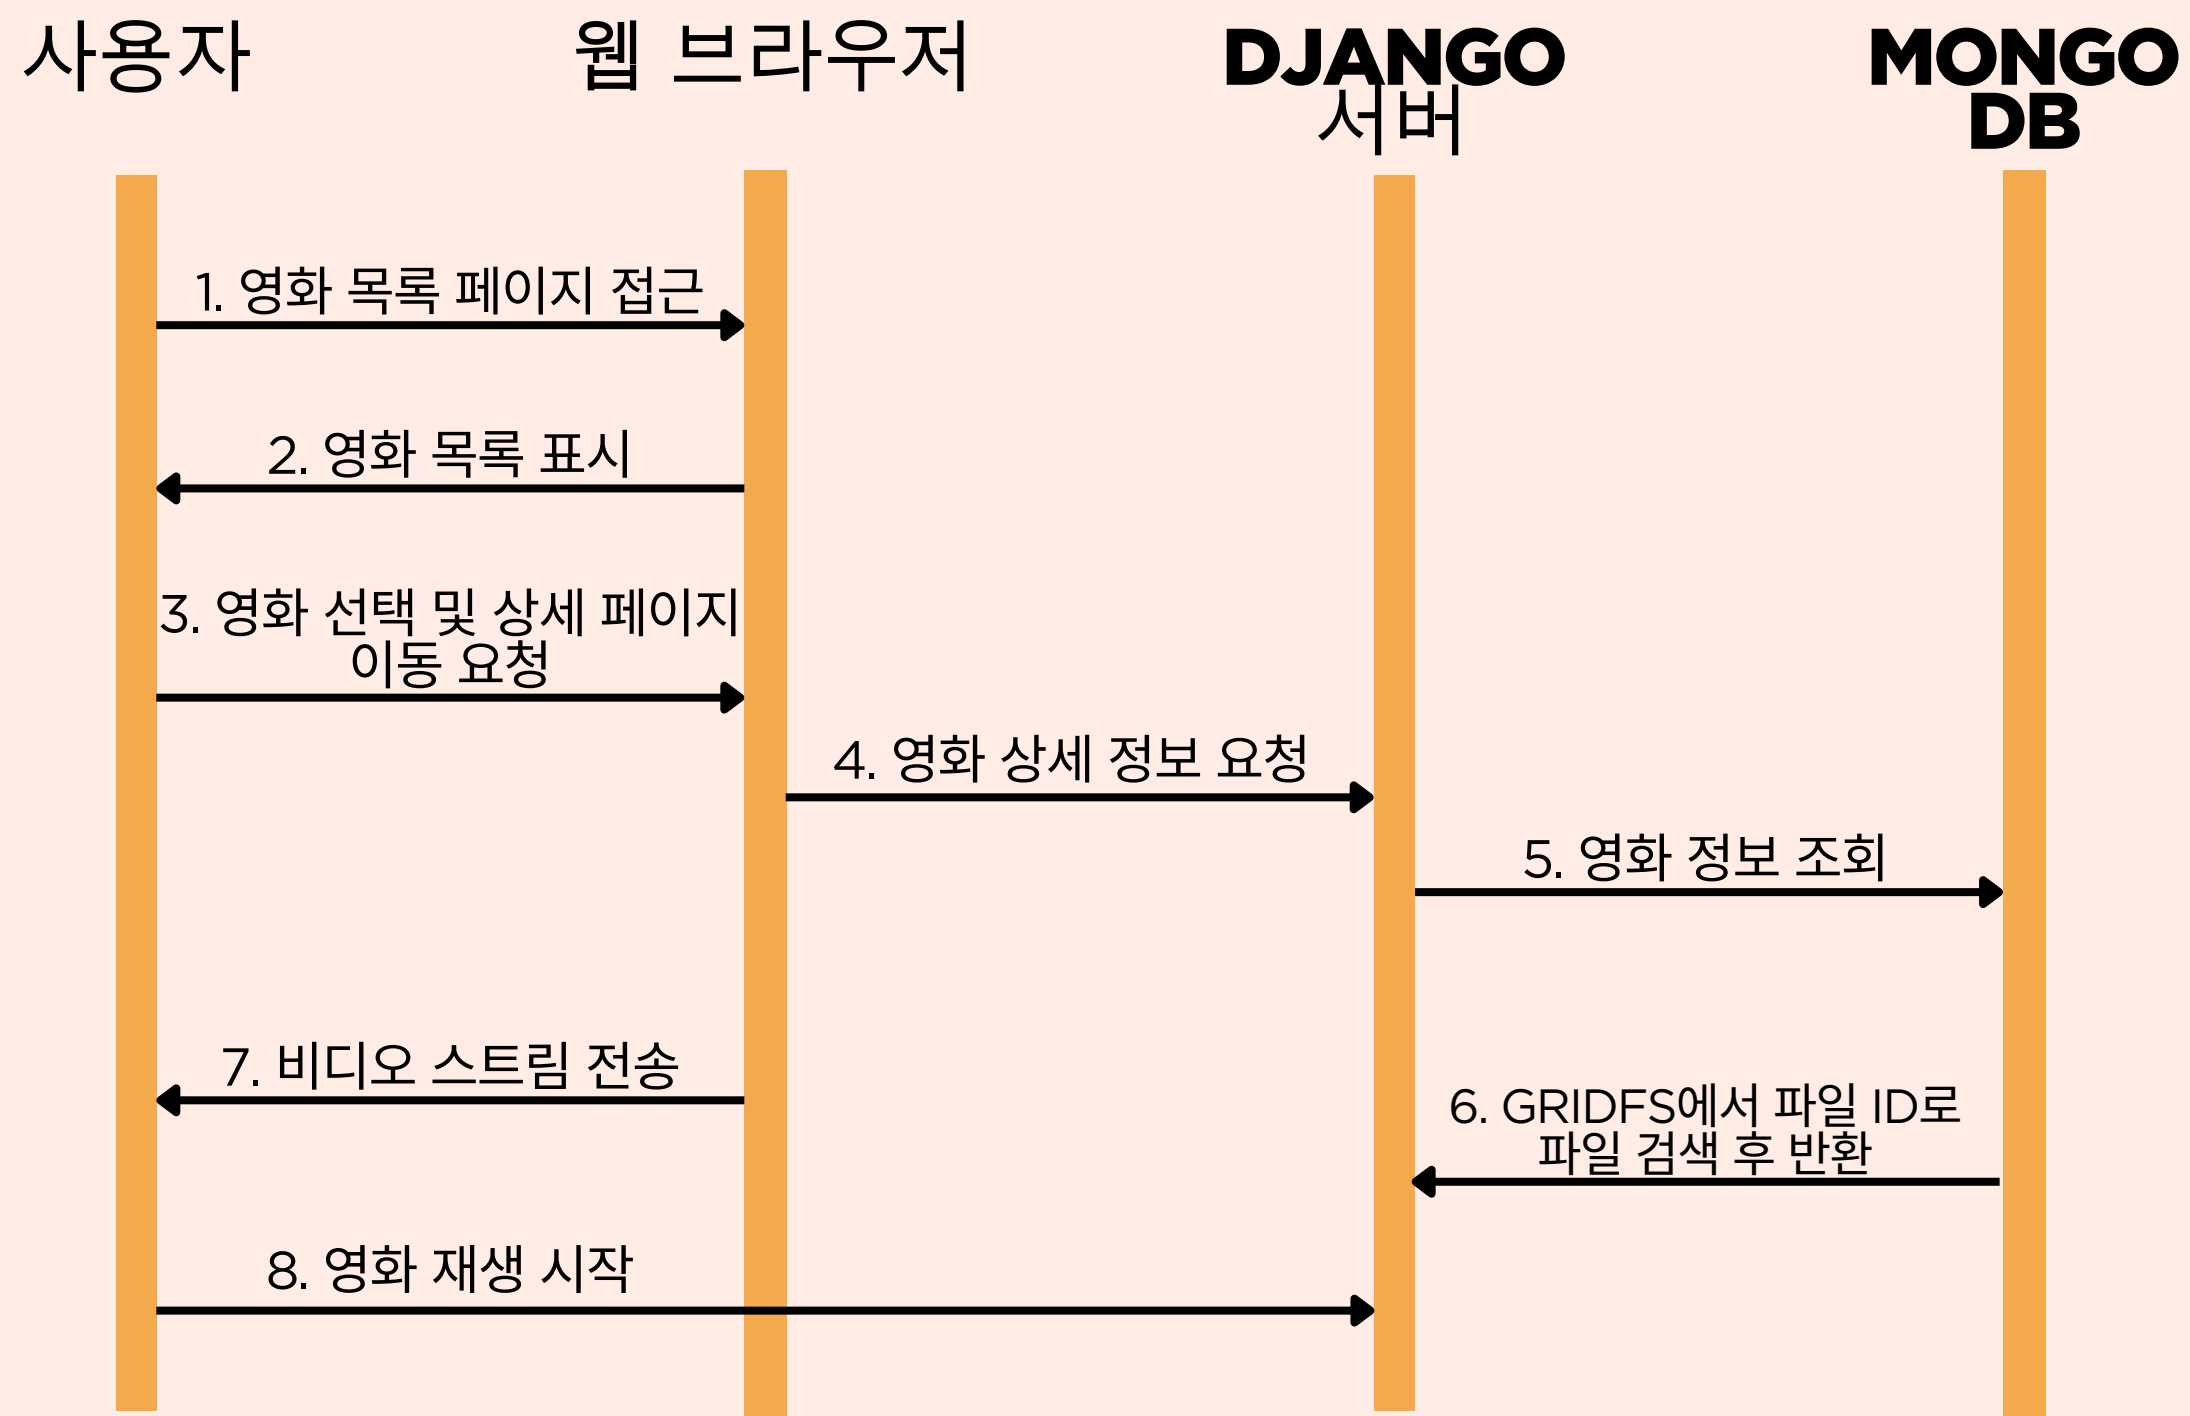 사용자
웹 브라우저
DJANGO
서버
MONGO
DB
1. 영화 목록 페이지 접근
2. 영화 목록 표시
3. 영화 선택 및 상세 페이지
이동 요청
4. 영화 상세 정보 요청
5. 영화 정보 조회
6. GRIDFS에서 파일 ID로
파일 검색 후 반환
7. 비디오 스트림 전송
8. 영화 재생 시작